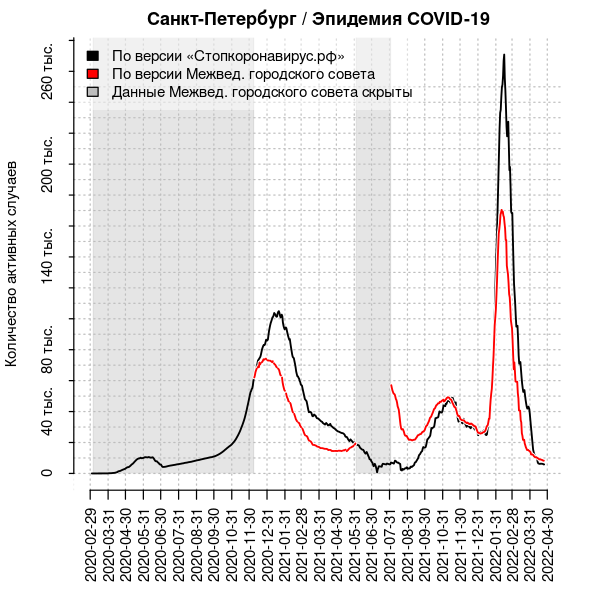 Санкт-Петербург / Эпидемия COVID-19
По версии «Стопкоронавирус.рф»
По версии Межвед. городского совета
Данные Межвед. городского совета скрыты
Количество активных случаев
260 тыс.
200 тыс.
140 тыс.
80 тыс.
40 тыс.
0
2020-02-29
2020-03-31
2020-04-30
2020-05-31
2020-06-30
2020-07-31
2020-08-31
2020-09-30
2020-10-31
2020-11-30
2020-12-31
2021-01-31
2021-02-28
2021-03-31
2021-04-30
2021-05-31
2021-06-30
2021-07-31
2021-08-31
2021-09-30
2021-10-31
2021-11-30
2021-12-31
2022-01-31
2022-02-28
2022-03-31
2022-04-30